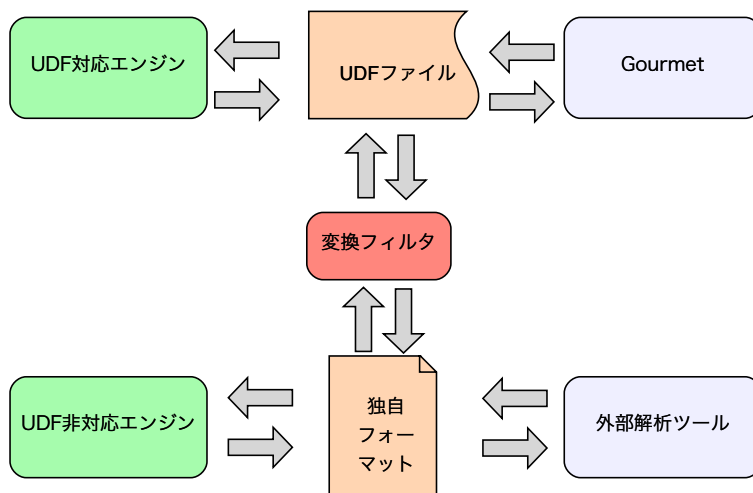 UDF対応エンジン
UDFファイル
Gourmet
変換フィルタ
UDF非対応エンジン
独自
フォー
マット
外部解析ツール